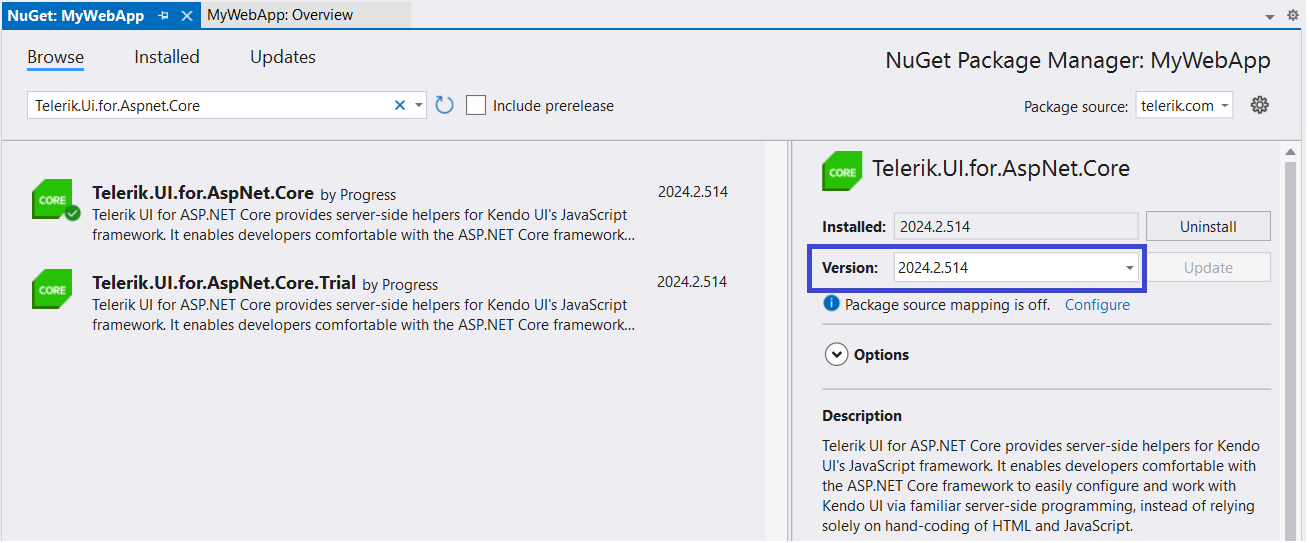 NuGet: MyWebApp
MyWebApp: Overview
Browse
Installed
Updates
NuGet Package Manager: MyWebApp
Telerik.Ui.for.Aspnet.Core
Include prerelease
Package source:
telerik.com
CORE
Telerik.UI.for.AspNet.Core by Progress
2024.2.514
Telerik UI for ASP.NET Core provides server-side helpers for Kendo UI's JavaScript
framework. It enables developers comfortable with the ASP.NET Core framework...
CORE
Telerik.UI.for.AspNet.Core.Trial by Progress
2024.2.514
Telerik UI for ASP.NET Core provides server-side helpers for Kendo UI's JavaScript
framework. It enables developers comfortable with the ASP.NET Core framework...
CORE
Telerik.UI.for.AspNet.Core
Installed: 2024.2.514
Uninstall
Version: 2024.2.514
Update
Package source mapping is off. Configure
Options
Description
Telerik UI for ASP.NET Core provides server-side helpers for Kendo
UI's JavaScript framework. It enables developers comfortable with
the ASP.NET Core framework to easily configure and work with
Kendo UI via familiar server-side programming, instead of relying
solely on hand-coding of HTML and JavaScript.